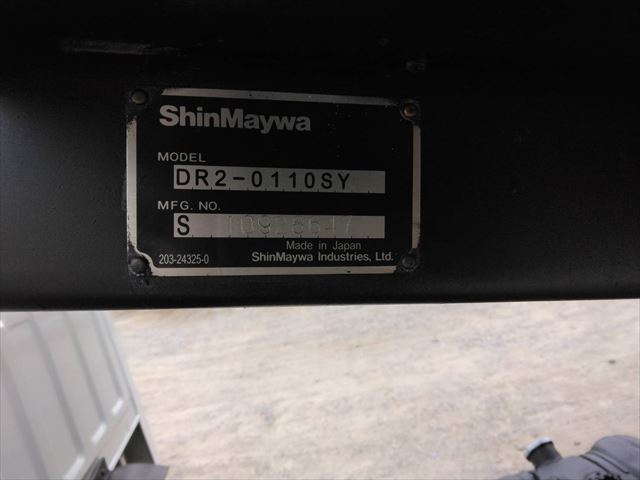 ShinMaywa
MODEL
DR2-0110SY
MFG. NO.
S
Made in Japan
203-24325-0
ShinMaywa Industries, Ltd.